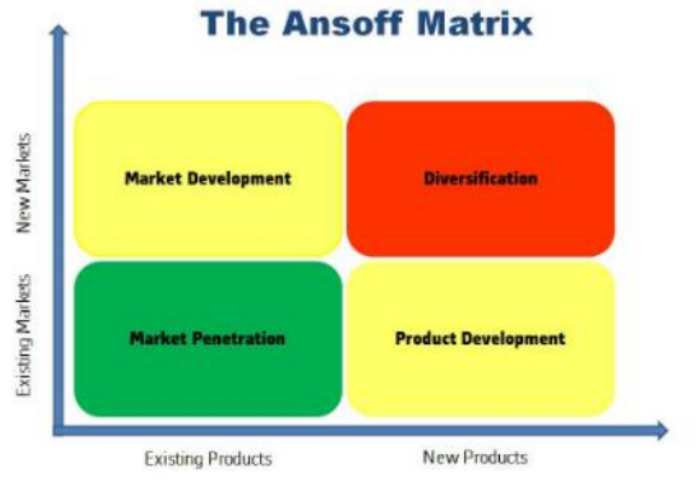 The Ansoff Matrix
New Markets
Market Development
Diversification
Existing Markets
Market Penetration
Product Development
Existing Products
New Products